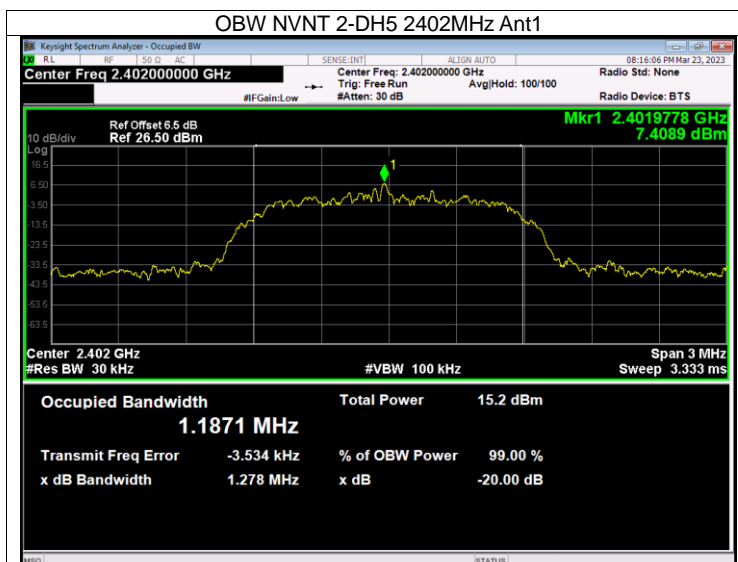 OBW NVNT 2-DH5 2402MHz Ant1
Keysight Spectrum Analyzer - Occupied BW
RL RF 50 Ω AC SENSE:INT ALIGN AUTO 08:16:06 PM Mar 23, 2023
Center Freq 2.402000000 GHz Center Freq: 2.402000000 GHz Radio Std: None
Trig: Free Run Avg|Hold: 100/100
#IFGain:Low #Atten: 30 dB Radio Device: BTS
Mkr1 2.4019778 GHz
7.4089 dBm
Ref Offset 6.5 dB
10 dB/div Ref 26.50 dBm
Log
16.5
1
6.50
-3.50
-13.5
-23.5
-33.5
-43.5
-53.5
-63.5
Center 2.402 GHz Span 3 MHz
#Res BW 30 kHz #VBW 100 kHz Sweep 3.333 ms
Occupied Bandwidth Total Power 15.2 dBm
1.1871 MHz
Transmit Freq Error -3.534 kHz % of OBW Power 99.00 %
x dB Bandwidth 1.278 MHz x dB -20.00 dB
MSG STATUS